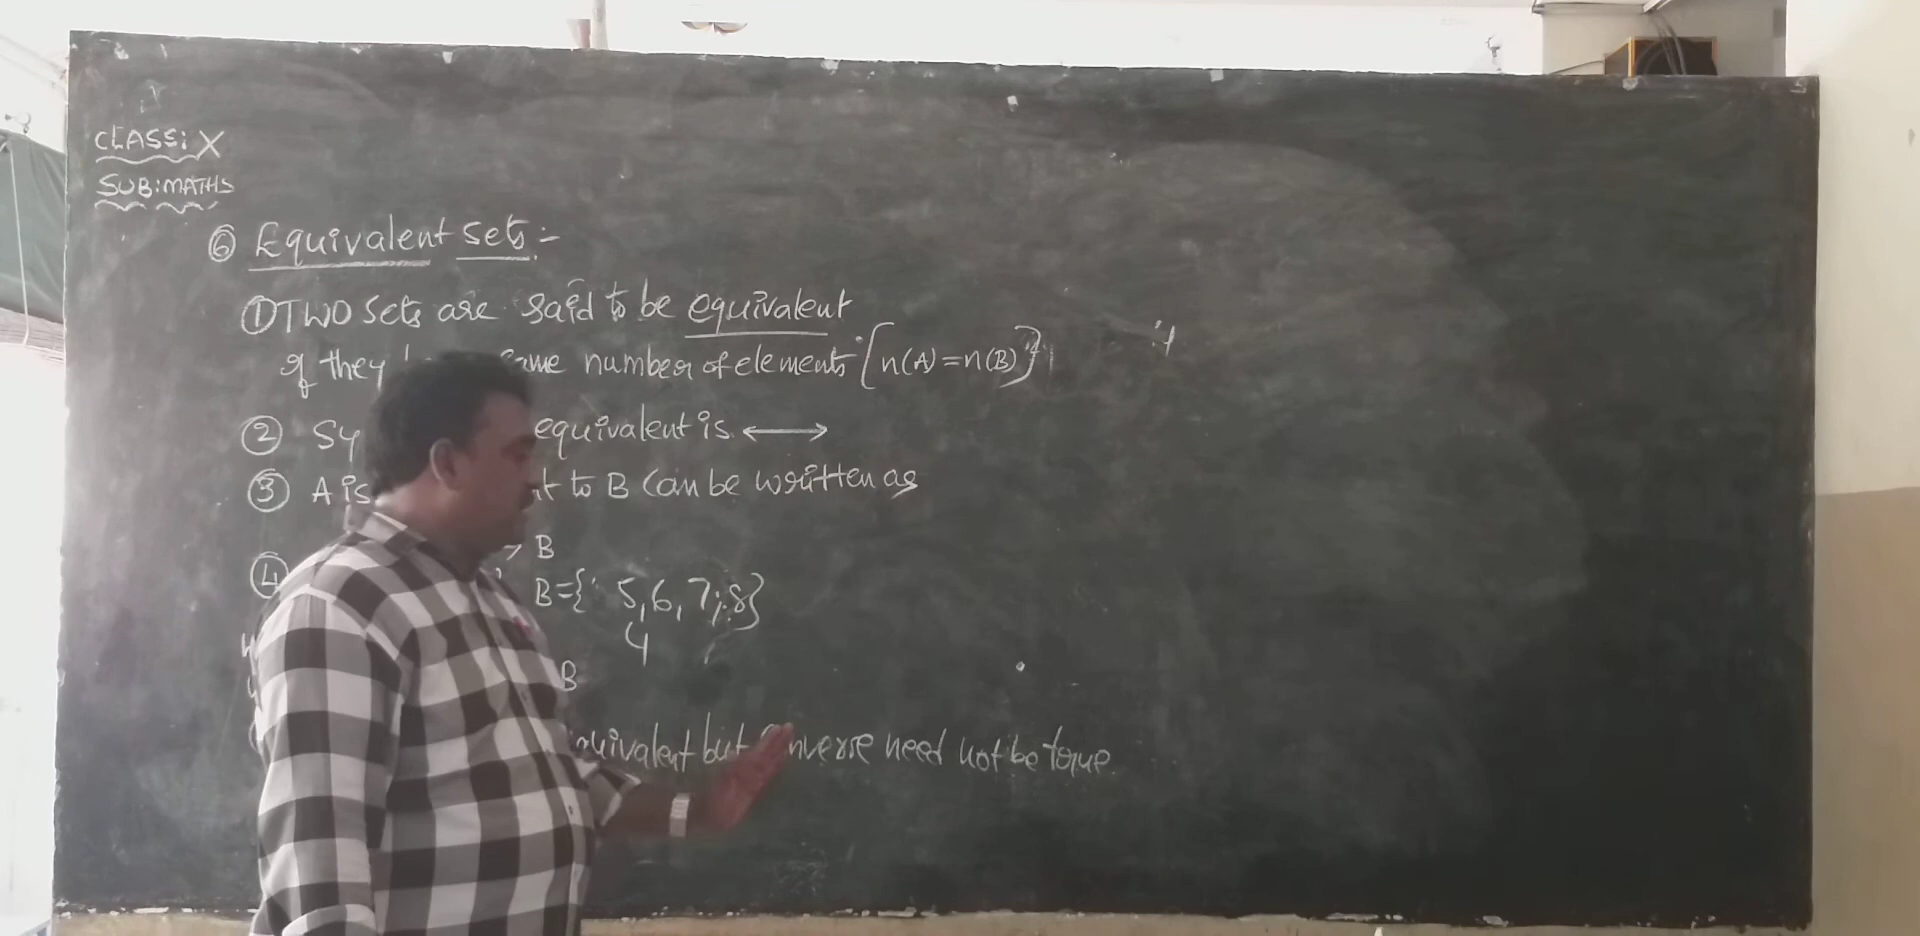 CLASS: X
SUB: MATHS
⑥ Equivalent sets:-
① TWO sets are said to be equivalent
if they same number of elements [n(A)=n(B)]
② Sy equivalent is ⟷
③ A is t to B can be written as
B
④ B={ 5,6,7,8}
4
B
quivalent but Converse need not be true.